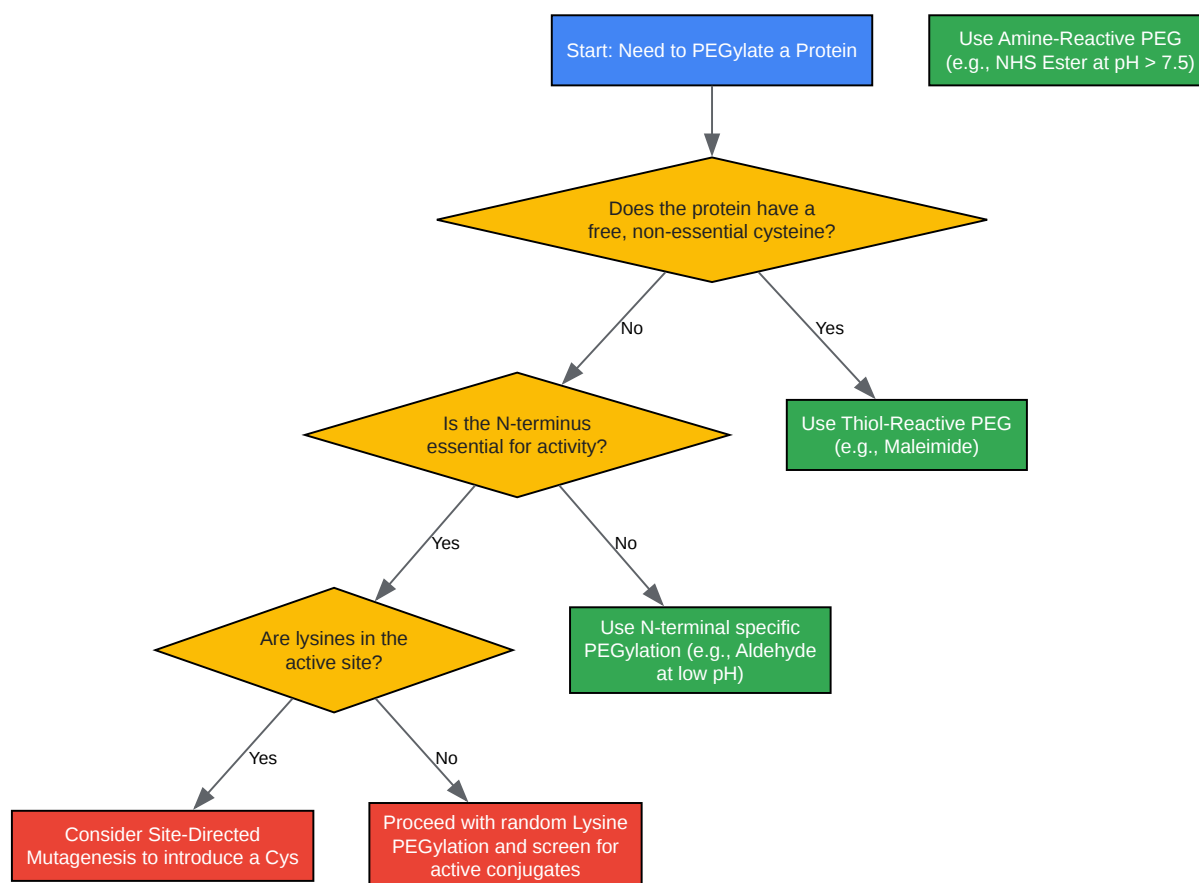 Start: Need to PEGylate a Protein
Use Amine-Reactive PEG
(e.g., NHS Ester at pH > 7.5)
Does the protein have a
free, non-essential cysteine?
No
Yes
Is the N-terminus
essential for activity?
Use Thiol-Reactive PEG
(e.g., Maleimide)
Yes
No
Are lysines in the
active site?
Use N-terminal specific
PEGylation (e.g., Aldehyde
at low pH)
Yes
No
Consider Site-Directed
Mutagenesis to introduce a Cys
Proceed with random Lysine
PEGylation and screen for
active conjugates